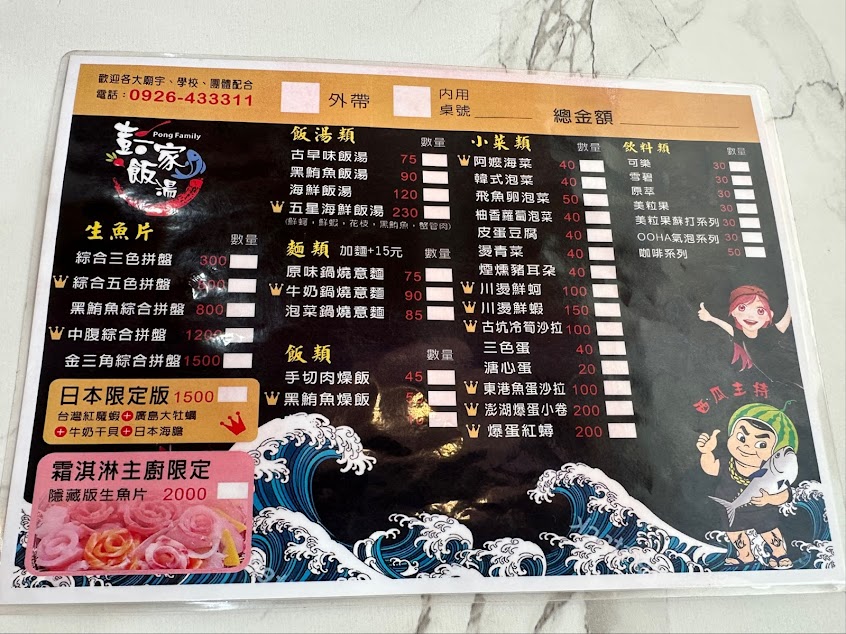 歡迎各大廟宇、學校、團體配合
電話：0926-433311
外帶
內用
桌號
總金額
Pong Family
彭家
飯湯
生魚片 數量
綜合三色拼盤 300
綜合五色拼盤
黑鮪魚綜合拼盤 800
中腹綜合拼盤 1200
金三角綜合拼盤 1500
日本限定版 1500
台灣紅魔蝦+廣島大牡蠣
+牛奶干貝+日本海膽
霜淇淋主廚限定
隱藏版生魚片 2000
飯湯類 數量
古早味飯湯 75
黑鮪魚飯湯 90
海鮮飯湯 120
五星海鮮飯湯 230
(鮮蚵，鮮蝦，花枝，黑鮪魚，蟹管肉)
麵類 加麵+15元 數量
原味鍋燒意麵 75
牛奶鍋燒意麵 90
泡菜鍋燒意麵 85
飯類 數量
手切肉燥飯 45
黑鮪魚燥飯
小菜類 數量
阿嬤海菜 40
韓式泡菜 40
飛魚卵泡菜 50
柚香蘿蔔泡菜 40
皮蛋豆腐 40
燙青菜 40
煙燻豬耳朶 40
川燙鮮蚵 100
川燙鮮蝦 150
古坑冷筍沙拉 100
三色蛋 40
溏心蛋 20
東港魚蛋沙拉 100
澎湖爆蛋小卷 200
爆蛋紅蟳 200
飲料類 數量
可樂 30
雪碧 30
原萃 30
美粒果 30
美粒果蘇打系列 30
OOHA氣泡系列 30
咖啡系列 50
西瓜主持